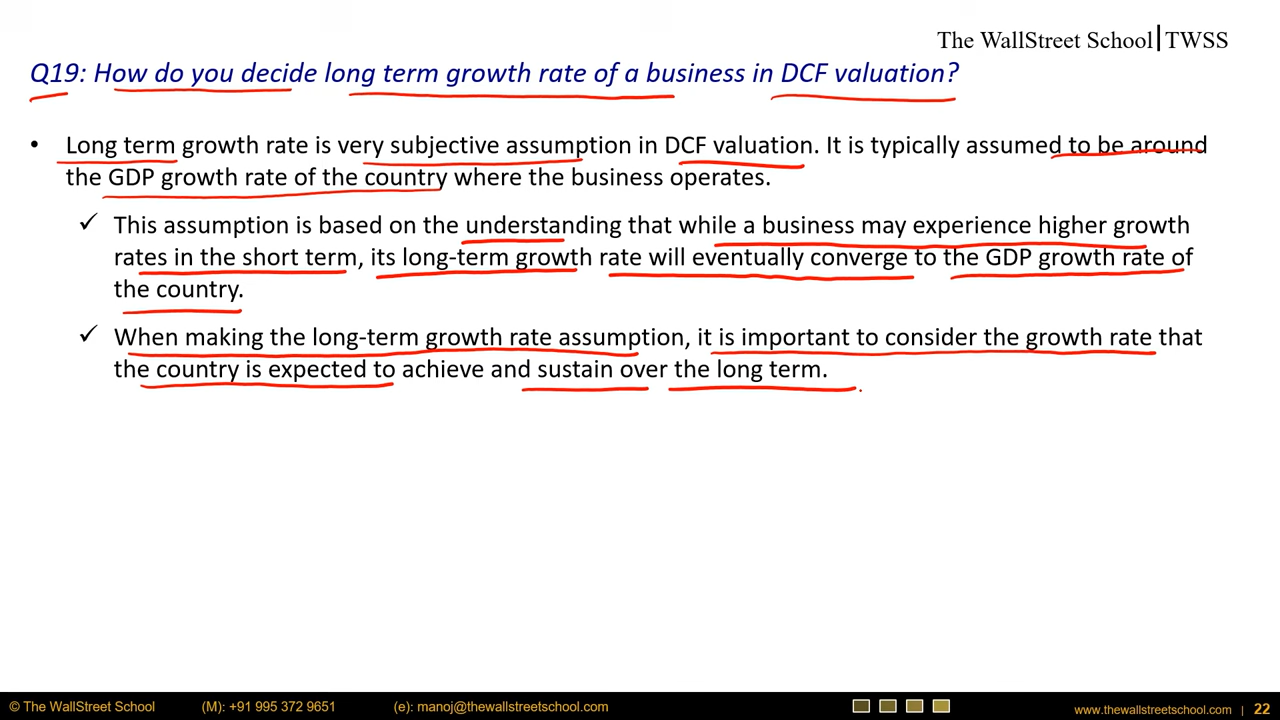 The WallStreet School|TWSS
Q19: How do you decide long term growth rate of a business in DCF valuation?
• Long term growth rate is very subjective assumption in DCF valuation. It is typically assumed to be around
the GDP growth rate of the country where the business operates.
✓ This assumption is based on the understanding that while a business may experience higher growth
rates in the short term, its long-term growth rate will eventually converge to the GDP growth rate of
the country.
✓ When making the long-term growth rate assumption, it is important to consider the growth rate that
the country is expected to achieve and sustain over the long term.
© The WallStreet School (M): +91 995 372 9651 (e): manoj@thewallstreetschool.com www.thewallstreetschool.com | 22